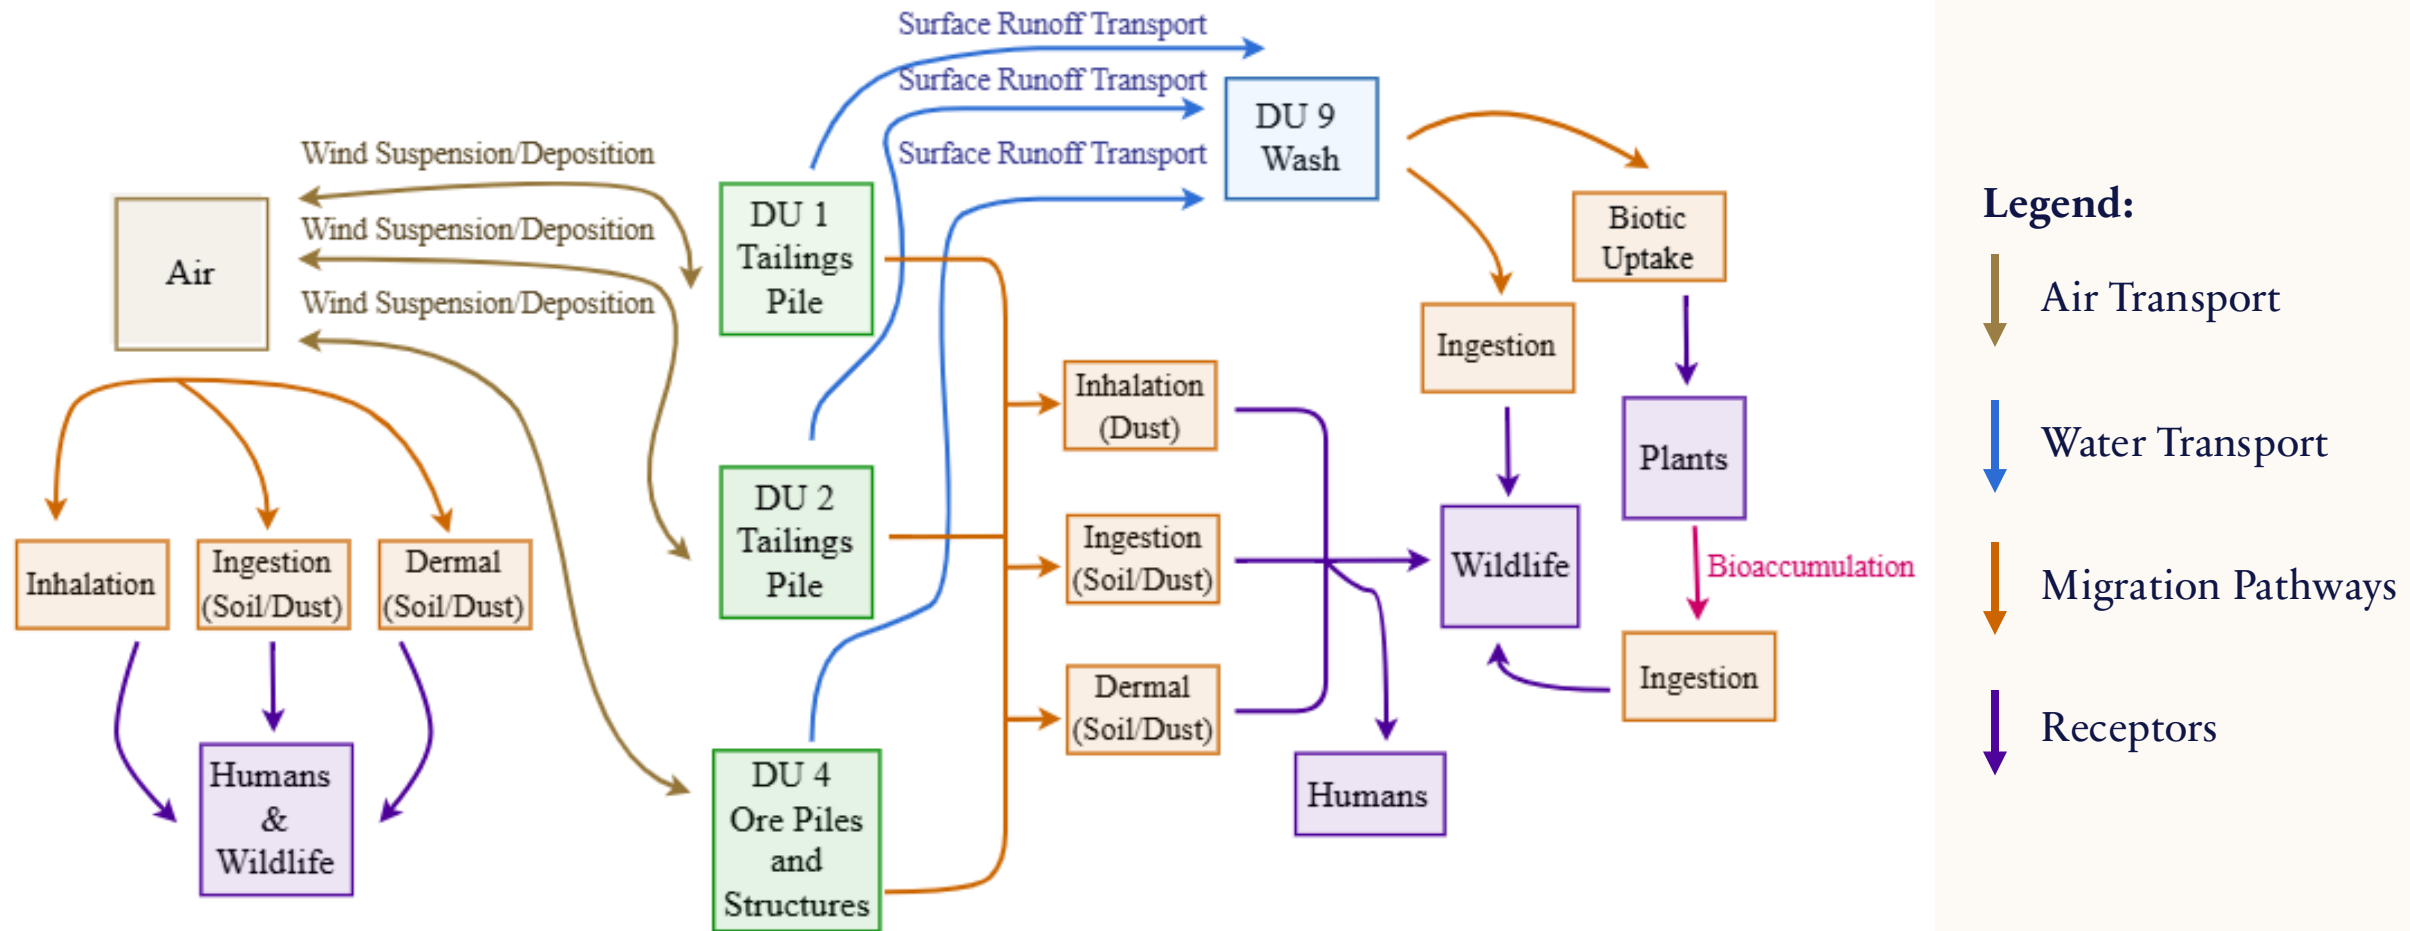 Surface Runoff Transport
Surface Runoff Transport
Surface Runoff Transport
Wind Suspension/Deposition
Wind Suspension/Deposition
Wind Suspension/Deposition
Air
DU 1
Tailings
Pile
DU 9
Wash
Biotic
Uptake
Ingestion
Plants
Inhalation
(Dust)
DU 2
Tailings
Pile
Ingestion
(Soil/Dust)
Wildlife
Bioaccumulation
Inhalation
Ingestion
(Soil/Dust)
Dermal
(Soil/Dust)
Dermal
(Soil/Dust)
Ingestion
Humans
&
Wildlife
DU 4
Ore Piles
and
Structures
Humans
Legend:
Air Transport
Water Transport
Migration Pathways
Receptors